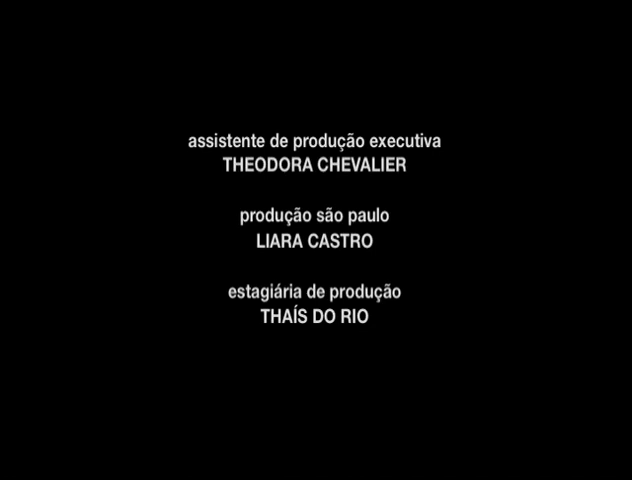 assistente de produção executiva
THEODORA CHEVALIER
produção são paulo
LIARA CASTRO
estagiária de produção
THAÍS DO RIO